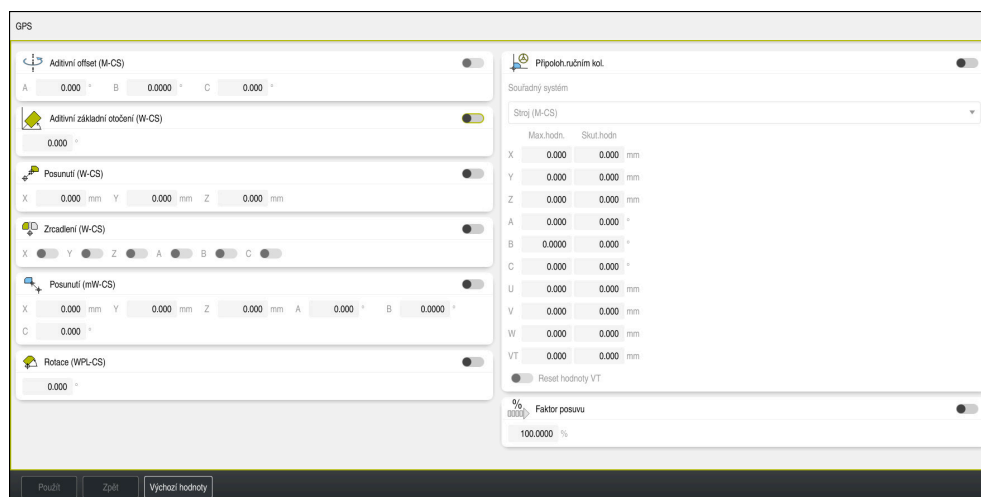 GPS
Aditivní offset (M-CS)
A 0.000 ° B 0.0000 ° C 0.000 °
Aditivní základní otočení (W-CS)
0.000 °
Posunutí (W-CS)
X 0.000 mm Y 0.000 mm Z 0.000 mm
Zrcadlení (W-CS)
X Y Z A B C
Posunutí (mW-CS)
X 0.000 mm Y 0.000 mm Z 0.000 mm A 0.000 ° B 0.0000 °
C 0.000 °
Rotace (WPL-CS)
0.000 °
Připoloh.ručním kol.
Souřadný systém
Stroj (M-CS)
Max.hodn. Skut.hodn
X 0.000 0.000 mm
Y 0.000 0.000 mm
Z 0.000 0.000 mm
A 0.000 0.000 °
B 0.0000 0.000 °
C 0.000 0.000 °
U 0.000 0.000 mm
V 0.000 0.000 mm
W 0.000 0.000 mm
VT 0.000 0.000 mm
Reset hodnoty VT
% Faktor posuvu
100.0000 %
Použít Zpět Výchozí hodnoty